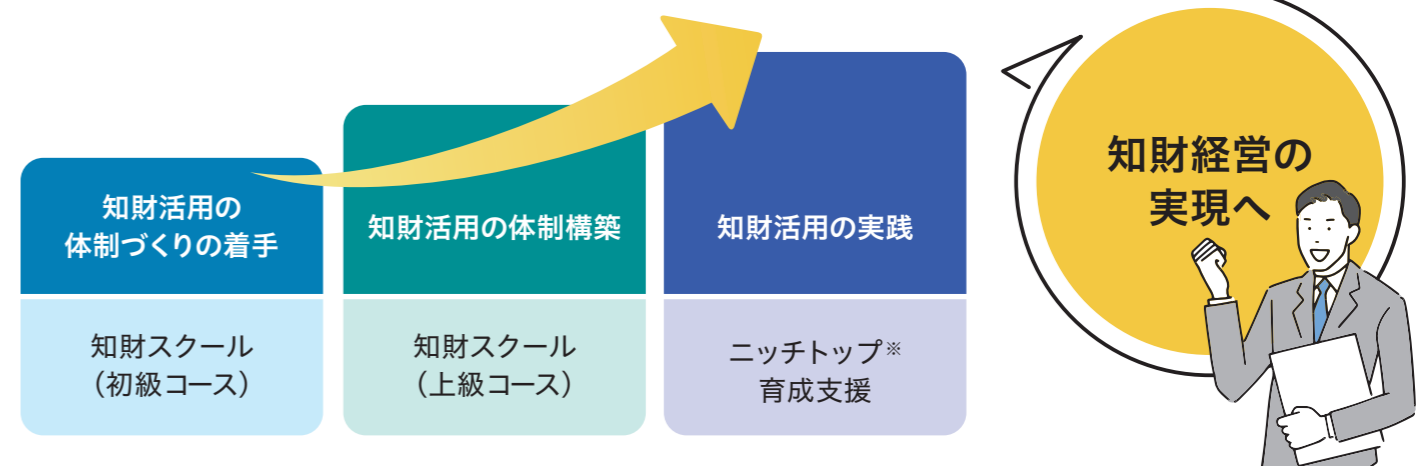 知財活用の
体制づくりの着手
知財スクール
(初級コース)
知財活用の体制構築
知財スクール
(上級コース)
知財活用の実践
ニッチトップ※
育成支援
知財経営の
実現へ